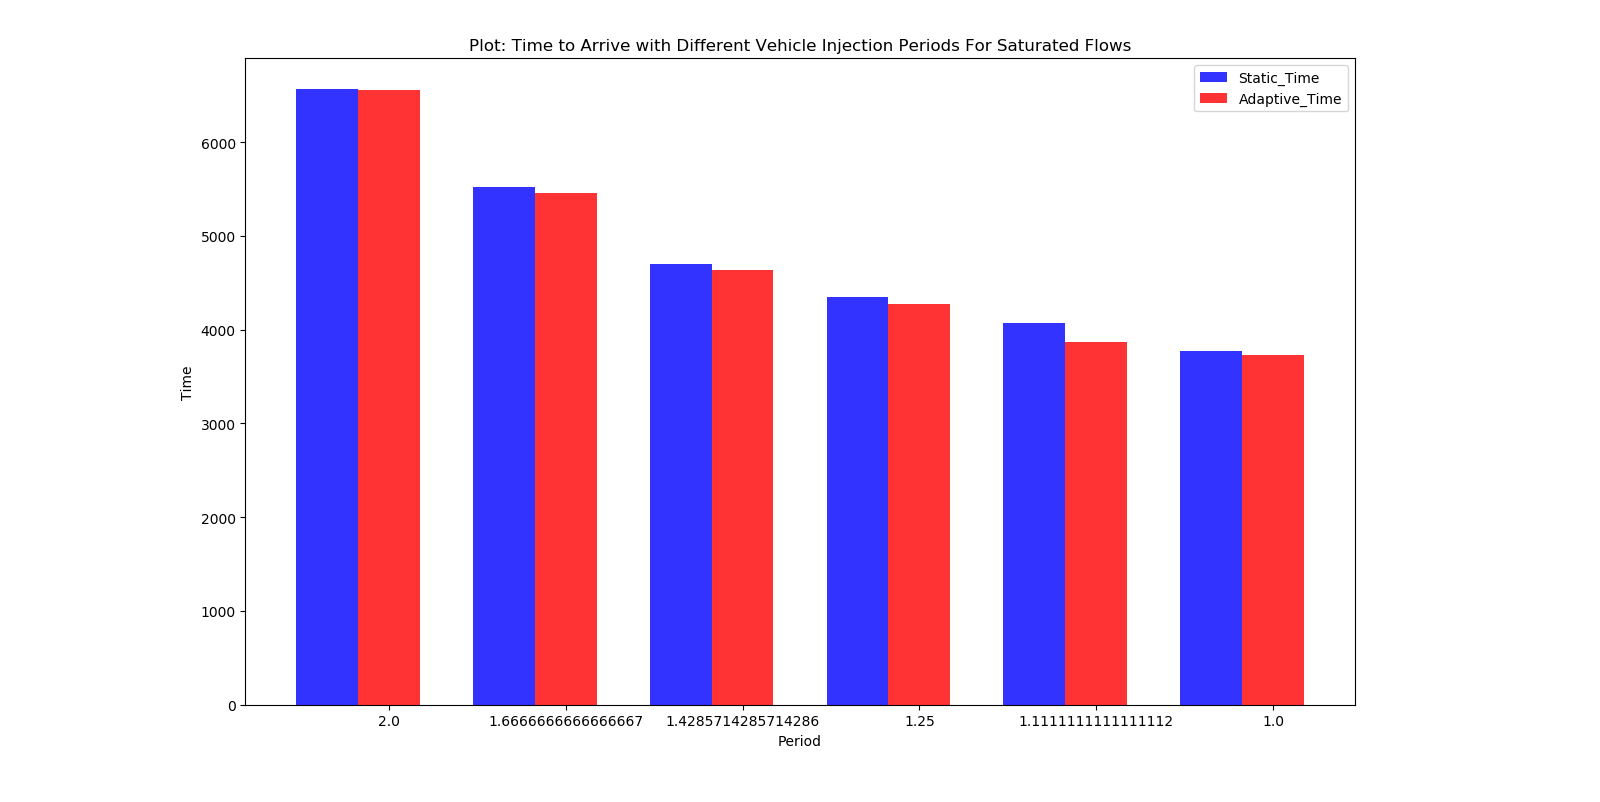 Plot: Time to Arrive with Different Vehicle Injection Periods For Saturated Flows
Static_Time
Adaptive_Time
6000
5000
4000
3000
2000
1000
0
Time
2.0
1.6666666666666667
1.4285714285714286
1.25
1.1111111111111112
1.0
Period